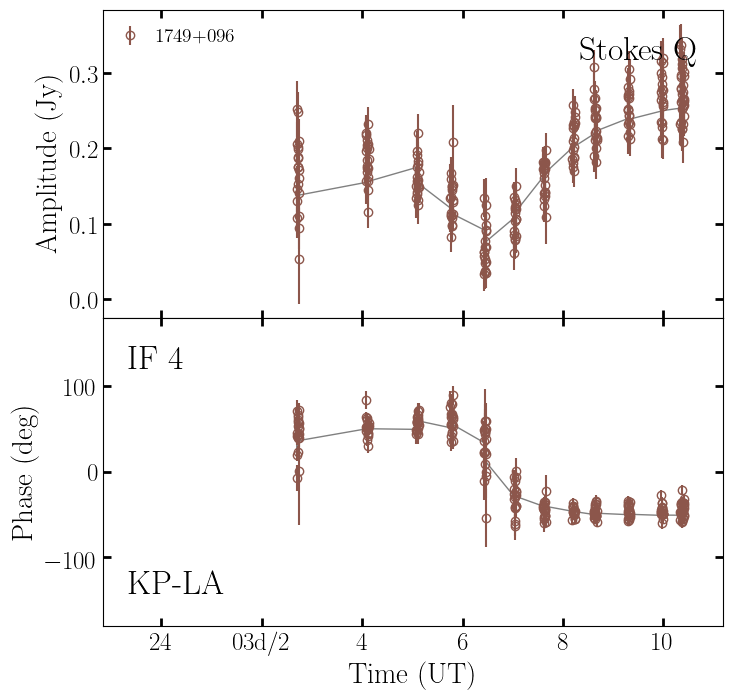 1749+096
Stokes Q
Amplitude (Jy)
0.3
0.2
0.1
0.0
IF 4
Phase (deg)
100
0
−100
KP-LA
24 03d/2 4 6 8 10
Time (UT)